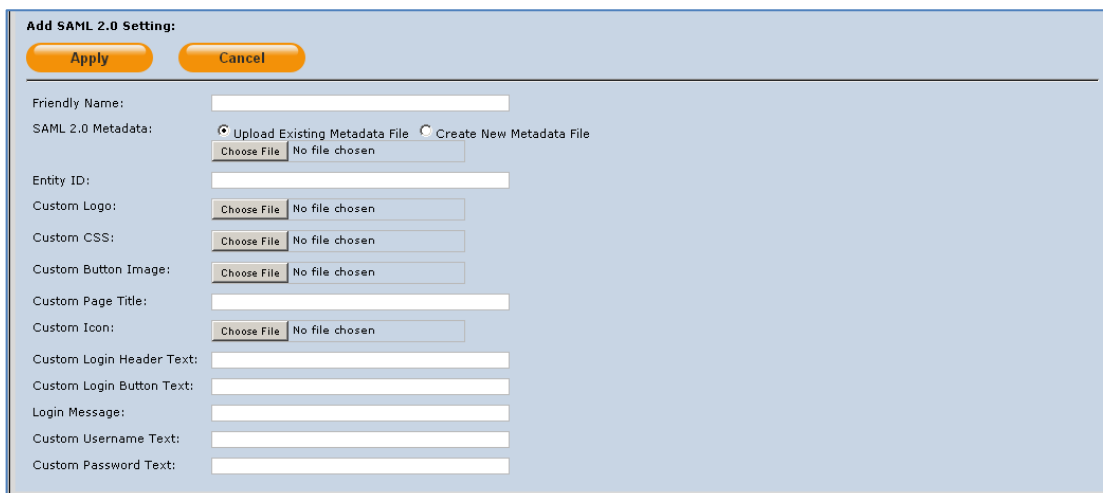 Add SAML 2.0 Setting:
Apply Cancel
Friendly Name:
SAML 2.0 Metadata: Upload Existing Metadata File Create New Metadata File
Choose File No file chosen
Entity ID:
Custom Logo: Choose File No file chosen
Custom CSS: Choose File No file chosen
Custom Button Image: Choose File No file chosen
Custom Page Title:
Custom Icon: Choose File No file chosen
Custom Login Header Text:
Custom Login Button Text:
Login Message:
Custom Username Text:
Custom Password Text: